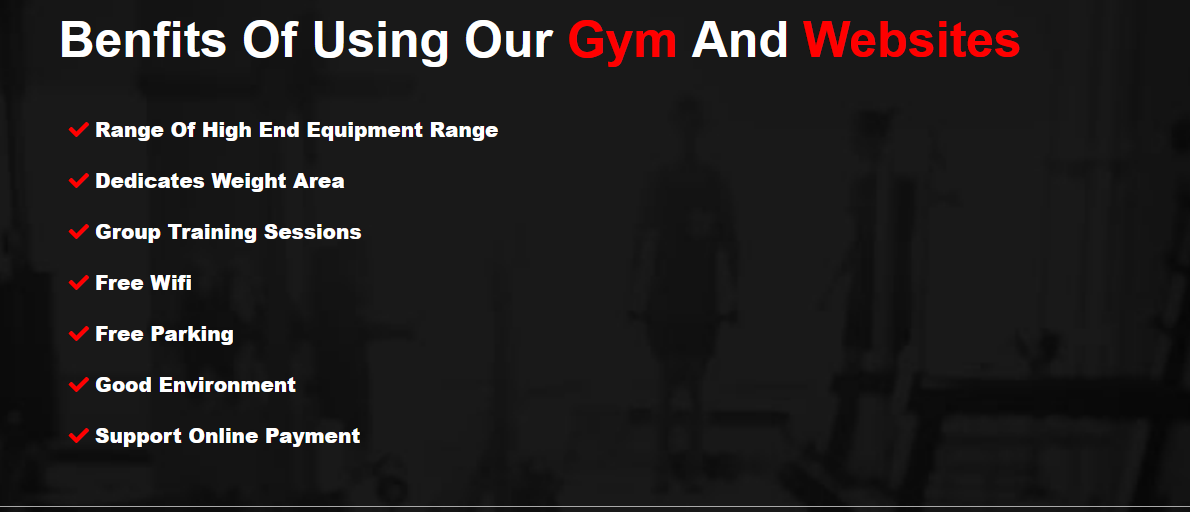 Benfits Of Using Our Gym And Websites
Range Of High End Equipment Range
Dedicates Weight Area
Group Training Sessions
Free Wifi
Free Parking
Good Environment
Support Online Payment